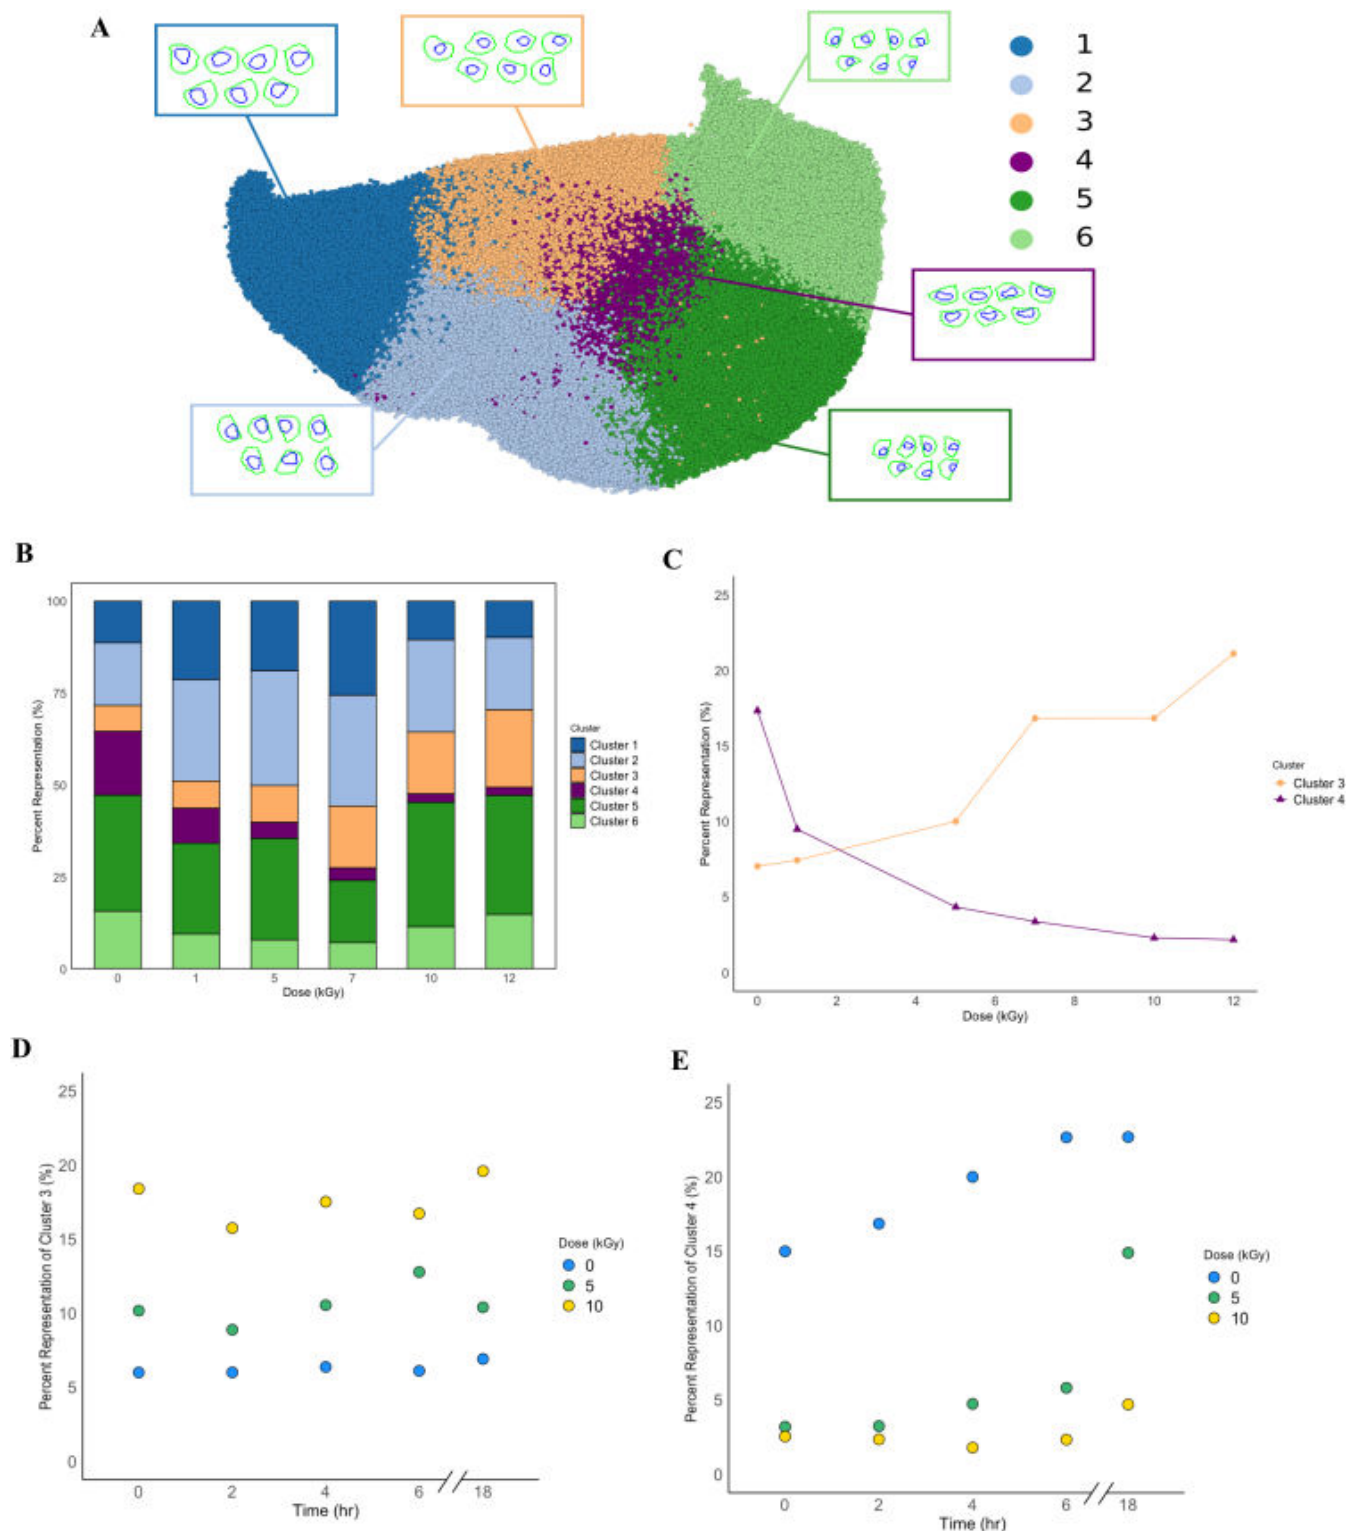 A
1
2
3
4
5
6
B
Percent Representation (%)
100
75
50
25
0
0 1 5 7 10 12
Dose (kGy)
Cluster
Cluster 1
Cluster 2
Cluster 3
Cluster 4
Cluster 5
Cluster 6
C
Percent Representation (%)
25
20
15
10
5
0
0 2 4 6 8 10 12
Dose (kGy)
Cluster
Cluster 3
Cluster 4
D
Percent Representation of Cluster 3 (%)
25
20
15
10
5
0
0 2 4 6 // 18
Time (hr)
Dose (kGy)
0
5
10
E
Percent Representation of Cluster 4 (%)
25
20
15
10
5
0
0 2 4 6 // 18
Time (hr)
Dose (kGy)
0
5
10